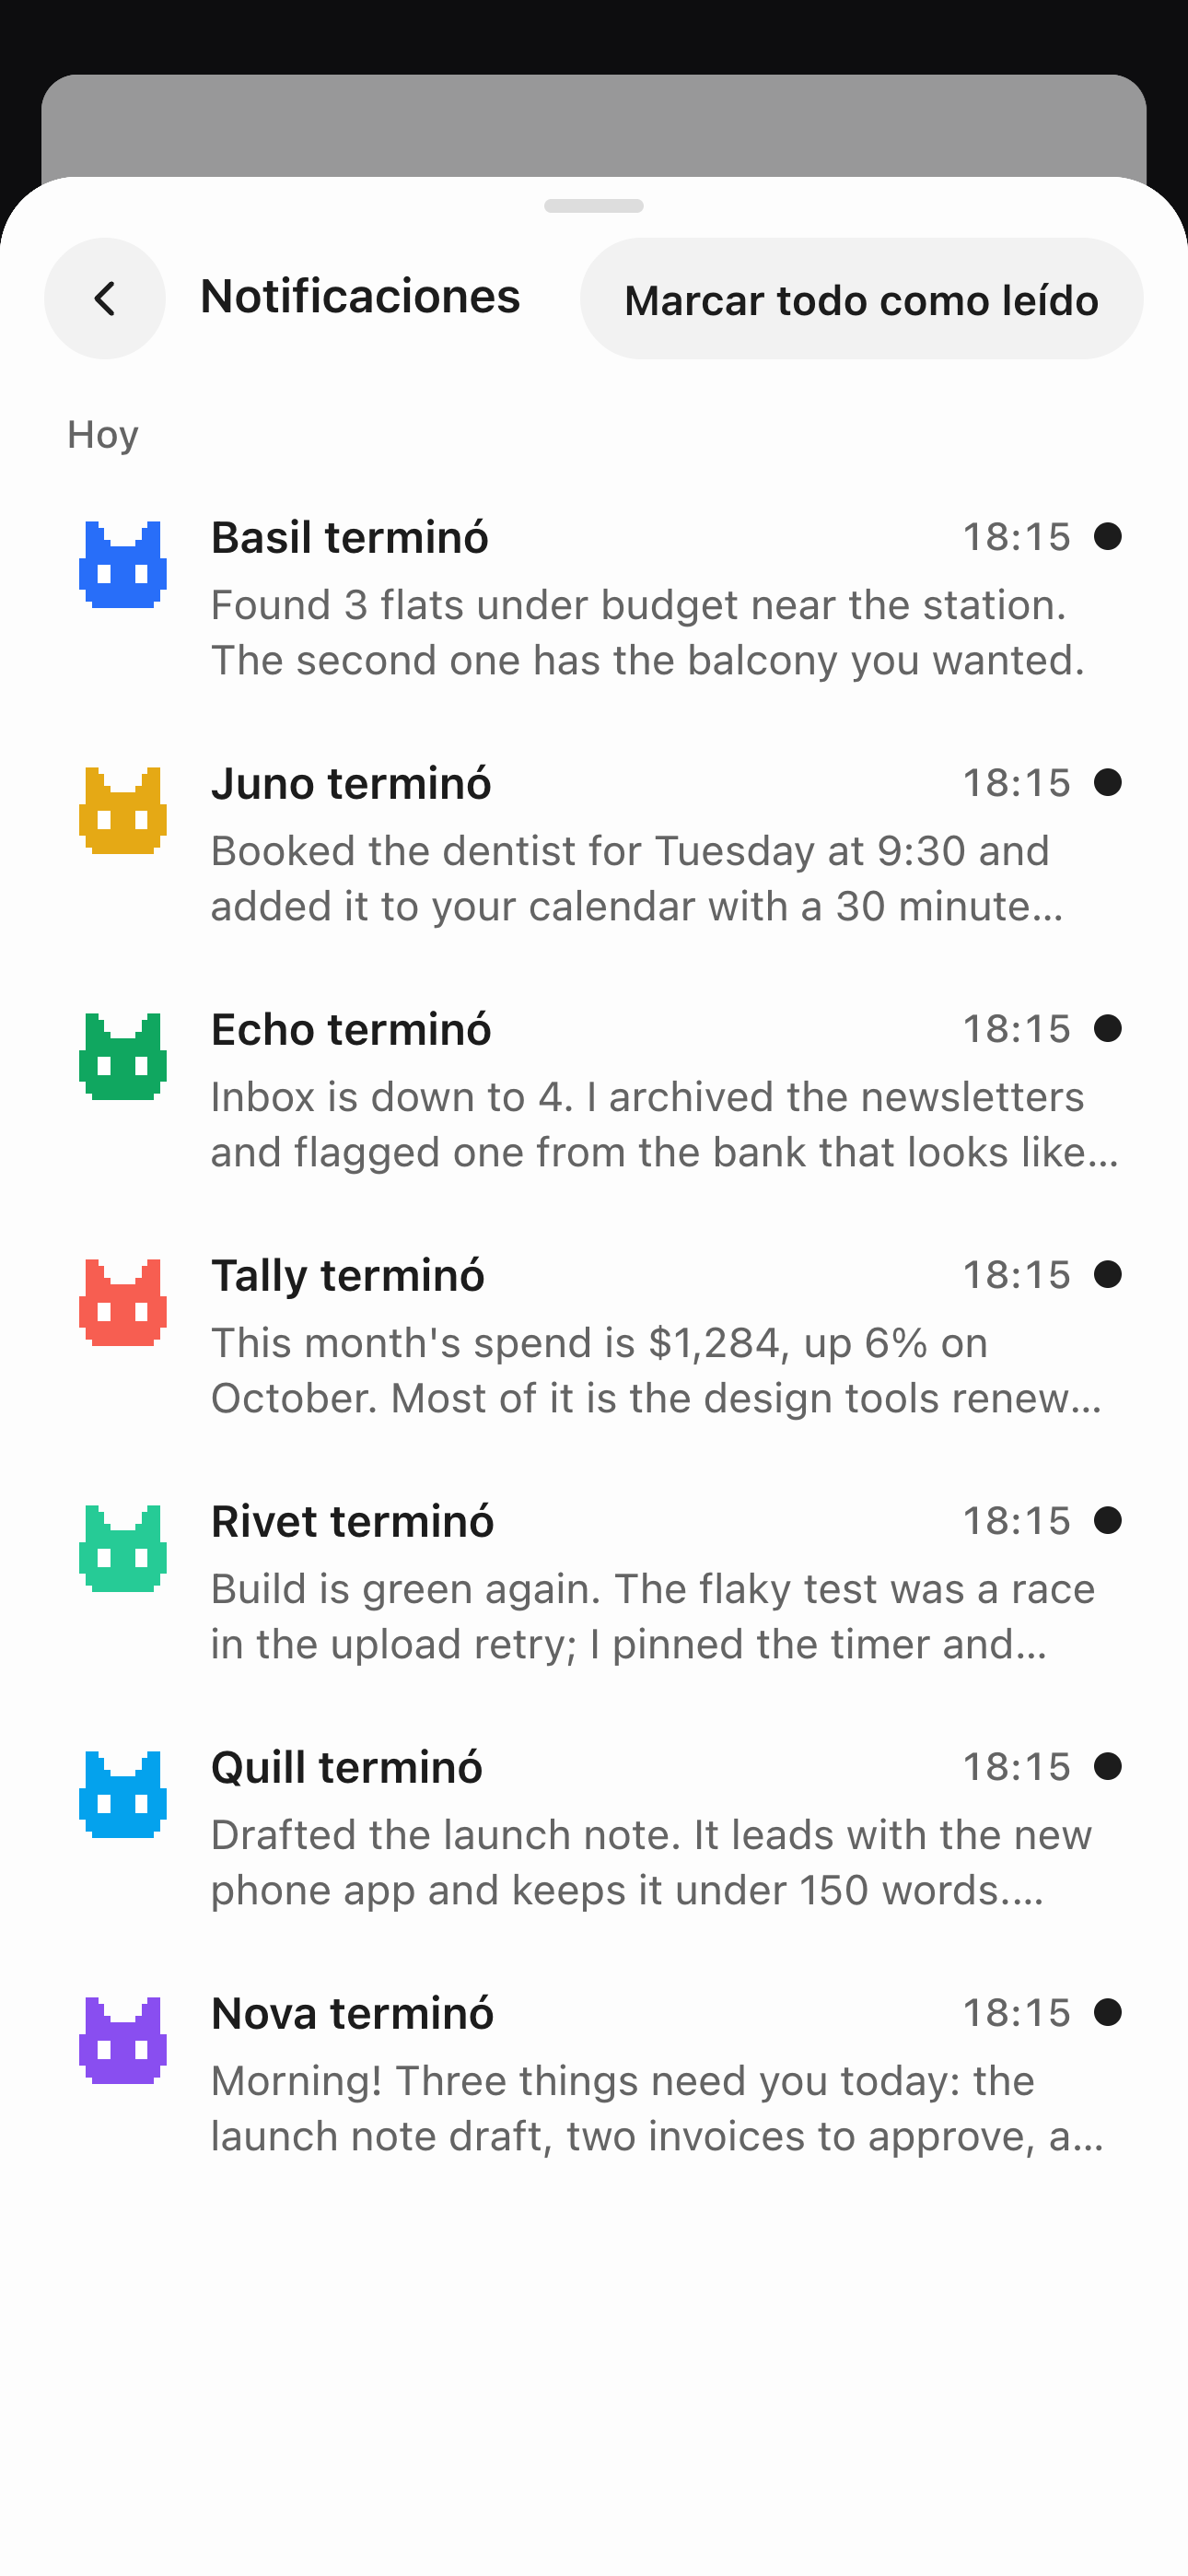 Notificaciones
Marcar todo como leído
Hoy
Basil terminó 18:15
Found 3 flats under budget near the station.
The second one has the balcony you wanted.
Juno terminó 18:15
Booked the dentist for Tuesday at 9:30 and
added it to your calendar with a 30 minute...
Echo terminó 18:15
Inbox is down to 4. I archived the newsletters
and flagged one from the bank that looks like...
Tally terminó 18:15
This month's spend is $1,284, up 6% on
October. Most of it is the design tools renew...
Rivet terminó 18:15
Build is green again. The flaky test was a race
in the upload retry; I pinned the timer and...
Quill terminó 18:15
Drafted the launch note. It leads with the new
phone app and keeps it under 150 words....
Nova terminó 18:15
Morning! Three things need you today: the
launch note draft, two invoices to approve, a...